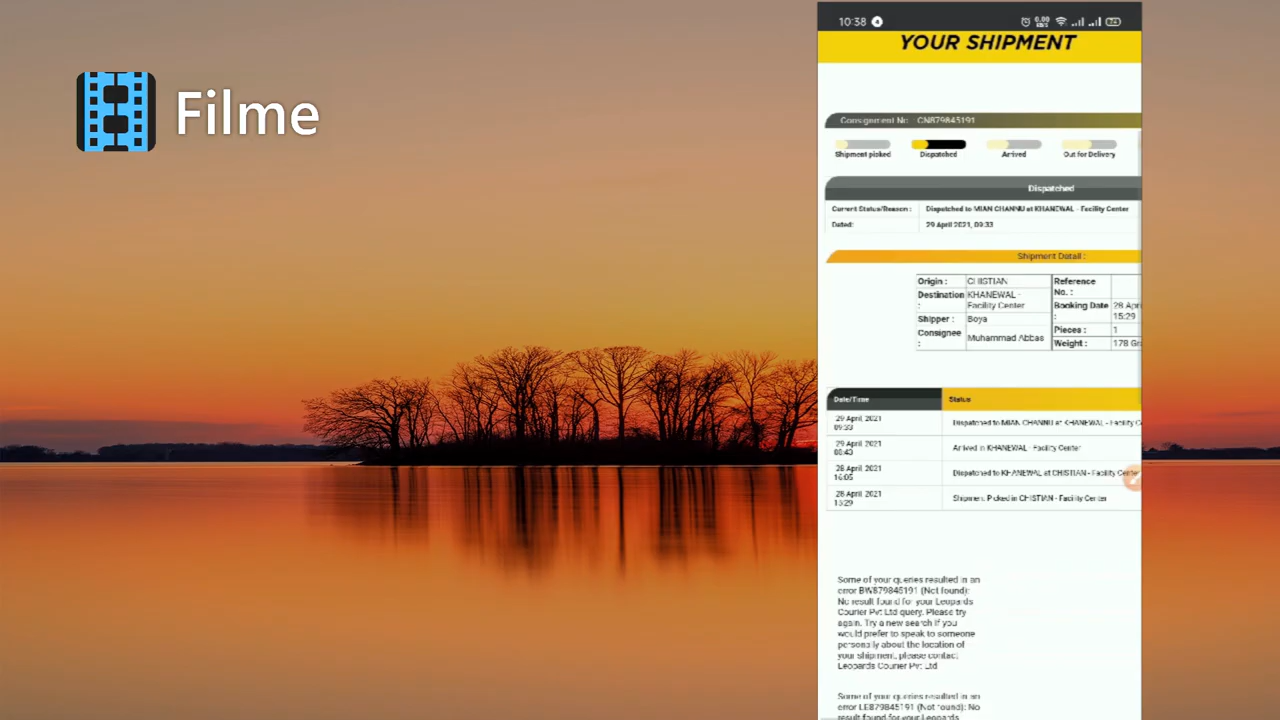 Filme
10:38
YOUR SHIPMENT
Consignment No: CN879845191
Shipment picked
Dispatched
Arrived
Out for Delivery
Dispatched
Current Status/Reason : Dispatched to MIAN CHANNU at KHANEWAL - Facility Center
Dated: 29 April 2021, 09:33
Shipment Detail :
Origin : CHISTIAN
Destination : KHANEWAL - Facility Center
Shipper : Boya
Consignee : Muhammad Abbas
Reference No. :
Booking Date : 28 Apri 15:29
Pieces : 1
Weight : 178 Gr
Date/Time Status
29 April, 2021 09:33 Dispatched to MIAN CHANNU at KHANEWAL - Facility C
29 April, 2021 08:43 Arrived in KHANEWAL - Facility Center
28 April, 2021 16:05 Dispatched to KHANEWAL at CHISTIAN - Facility Center
28 April, 2021 15:29 Shipment Picked in CHISTIAN - Facility Center
Some of your queries resulted in an
error BW879845191 (Not found):
No result found for your Leopards
Courier Pvt Ltd query. Please try
again. Try a new search if you
would prefer to speak to someone
personally about the location of
your shipment, please contact
Leopards Courier Pvt Ltd
Some of your queries resulted in an
error LE879845191 (Not found): No
result found for your Leopards